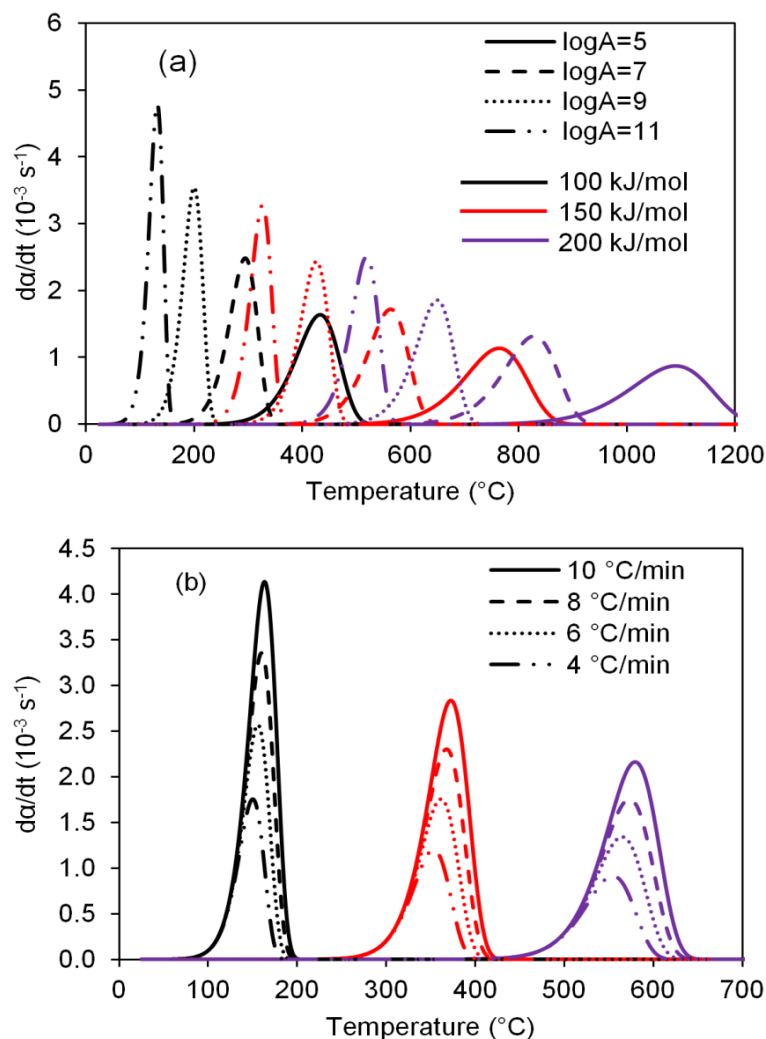 (a)
logA=5
logA=7
logA=9
logA=11
100 kJ/mol
150 kJ/mol
200 kJ/mol
6
5
4
3
2
1
0
dα/dt (10⁻³ s⁻¹)
0 200 400 600 800 1000 1200
Temperature (°C)
(b)
10 °C/min
8 °C/min
6 °C/min
4 °C/min
4.5
4.0
3.5
3.0
2.5
2.0
1.5
1.0
0.5
0.0
dα/dt (10⁻³ s⁻¹)
0 100 200 300 400 500 600 700
Temperature (°C)